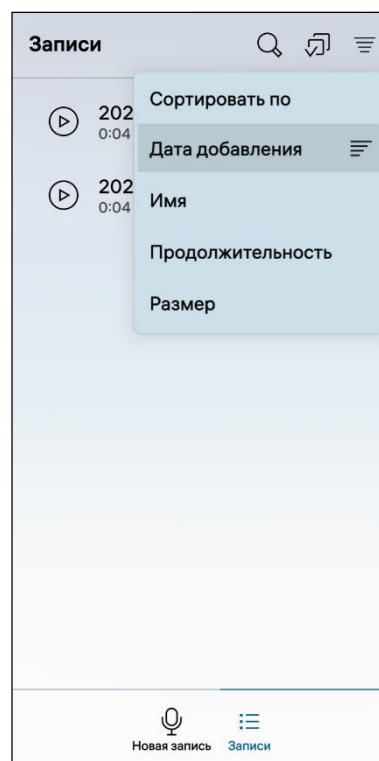 Записи
Сортировать по
202
0:04
Дата добавления
202
0:04
Имя
Продолжительность
Размер
Новая запись
Записи